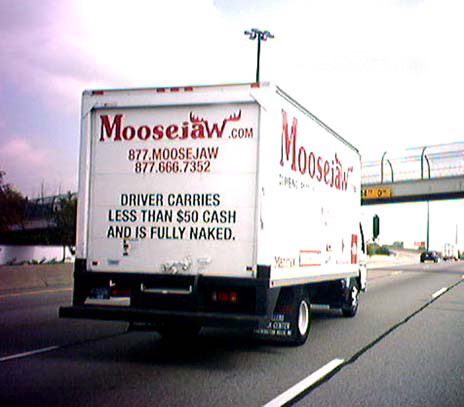 Moosejaw.com
877.MOOSEJAW
877.666.7352
DRIVER CARRIES
LESS THAN $50 CASH
AND IS FULLY NAKED.
Moosejaw